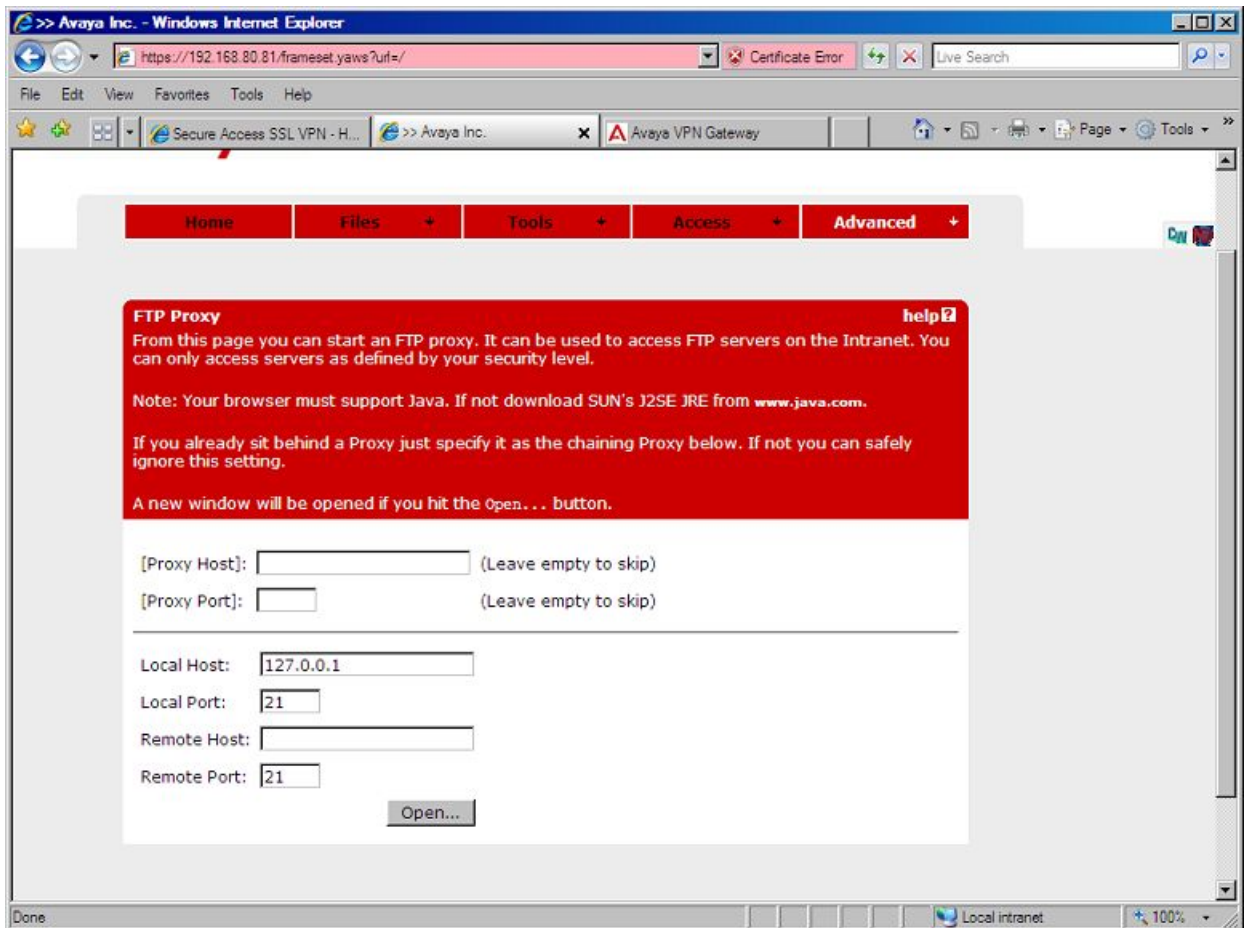 >> Avaya Inc. - Windows Internet Explorer
https://192.168.80.81/frameset.yaws?url=/
Certificate Error
Live Search
File Edit View Favorites Tools Help
Secure Access SSL VPN - H...
>> Avaya Inc.
Avaya VPN Gateway
Page
Tools
Home
Files
Tools
Access
Advanced
FTP Proxy
help?
From this page you can start an FTP proxy. It can be used to access FTP servers on the Intranet. You
can only access servers as defined by your security level.
Note: Your browser must support Java. If not download SUN's J2SE JRE from www.java.com.
If you already sit behind a Proxy just specify it as the chaining Proxy below. If not you can safely
ignore this setting.
A new window will be opened if you hit the Open... button.
[Proxy Host]: (Leave empty to skip)
[Proxy Port]: (Leave empty to skip)
Local Host: 127.0.0.1
Local Port: 21
Remote Host:
Remote Port: 21
Open...
Done
Local intranet
100%